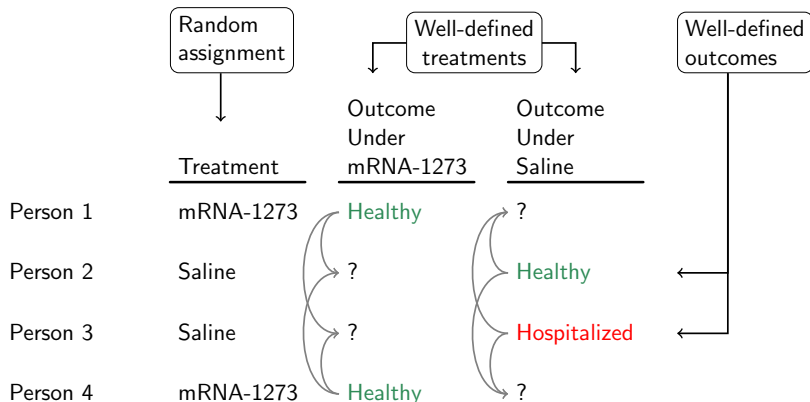 Random
assignment
Well-defined
treatments
Well-defined
outcomes
Treatment
Outcome
Under
mRNA-1273
Outcome
Under
Saline
Person 1 mRNA-1273 Healthy ?
Person 2 Saline ? Healthy
Person 3 Saline ? Hospitalized
Person 4 mRNA-1273 Healthy ?